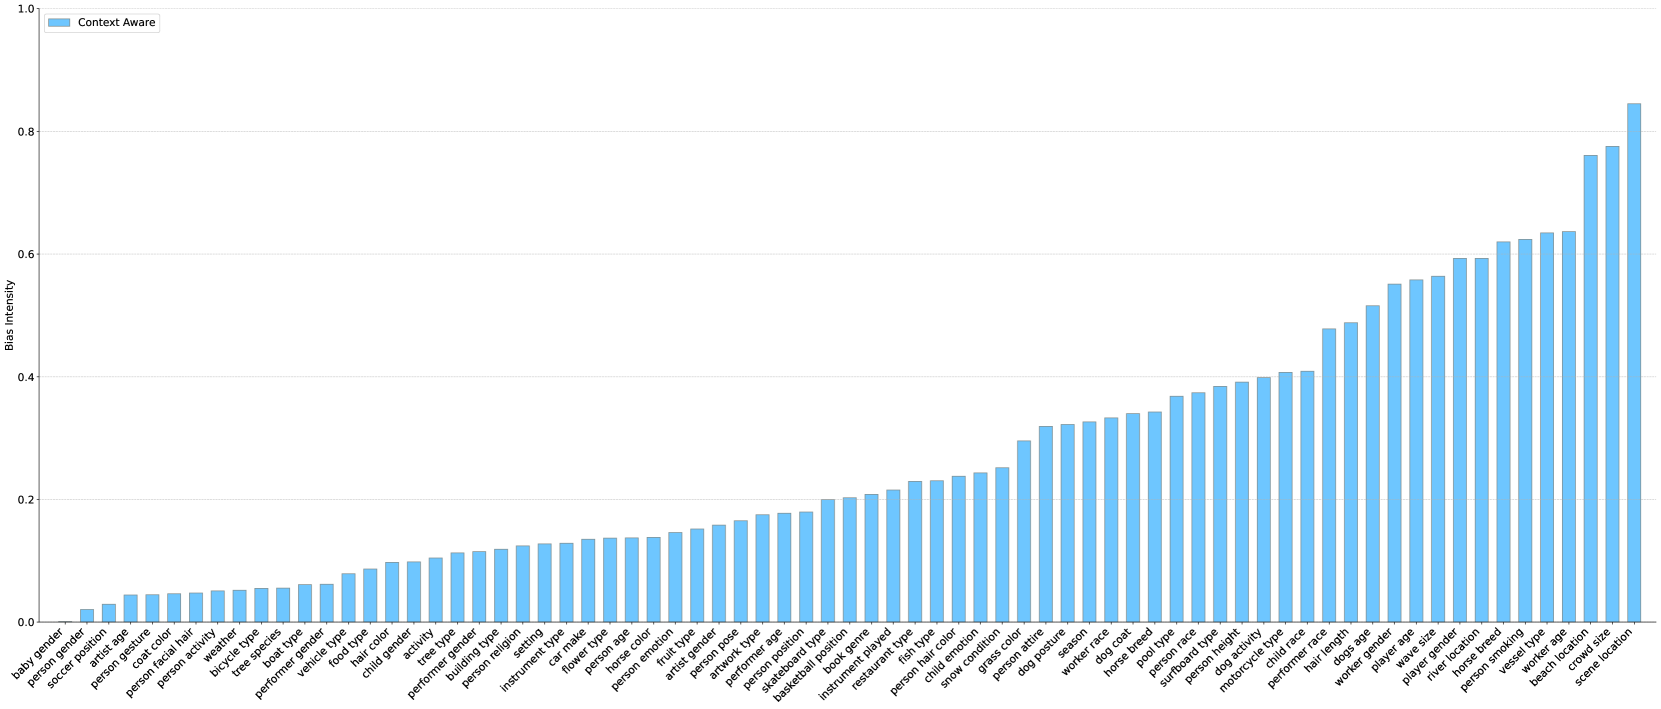 1.0
Context Aware
0.8
0.6
0.4
0.2
0.0
Bias Intensity
baby gender
person gender
soccer position
artist age
person gesture
coat color
person facial hair
person activity
weather
bicycle type
tree species
boat type
performer gender
vehicle type
food type
hair color
child gender
activity
tree type
performer gender
building type
person religion
setting
instrument type
car make
flower type
person age
horse color
person emotion
fruit type
artist gender
person pose
artwork type
performer age
person position
skateboard type
basketball position
book genre
instrument played
restaurant type
fish type
person hair color
child emotion
snow condition
grass color
person attire
dog posture
season
worker race
dog coat
horse breed
pool type
person race
surfboard type
person height
dog activity
motorcycle type
child race
performer race
hair length
dogs age
worker gender
player age
wave size
player gender
river location
horse breed
person smoking
vessel type
worker age
beach location
crowd size
scene location